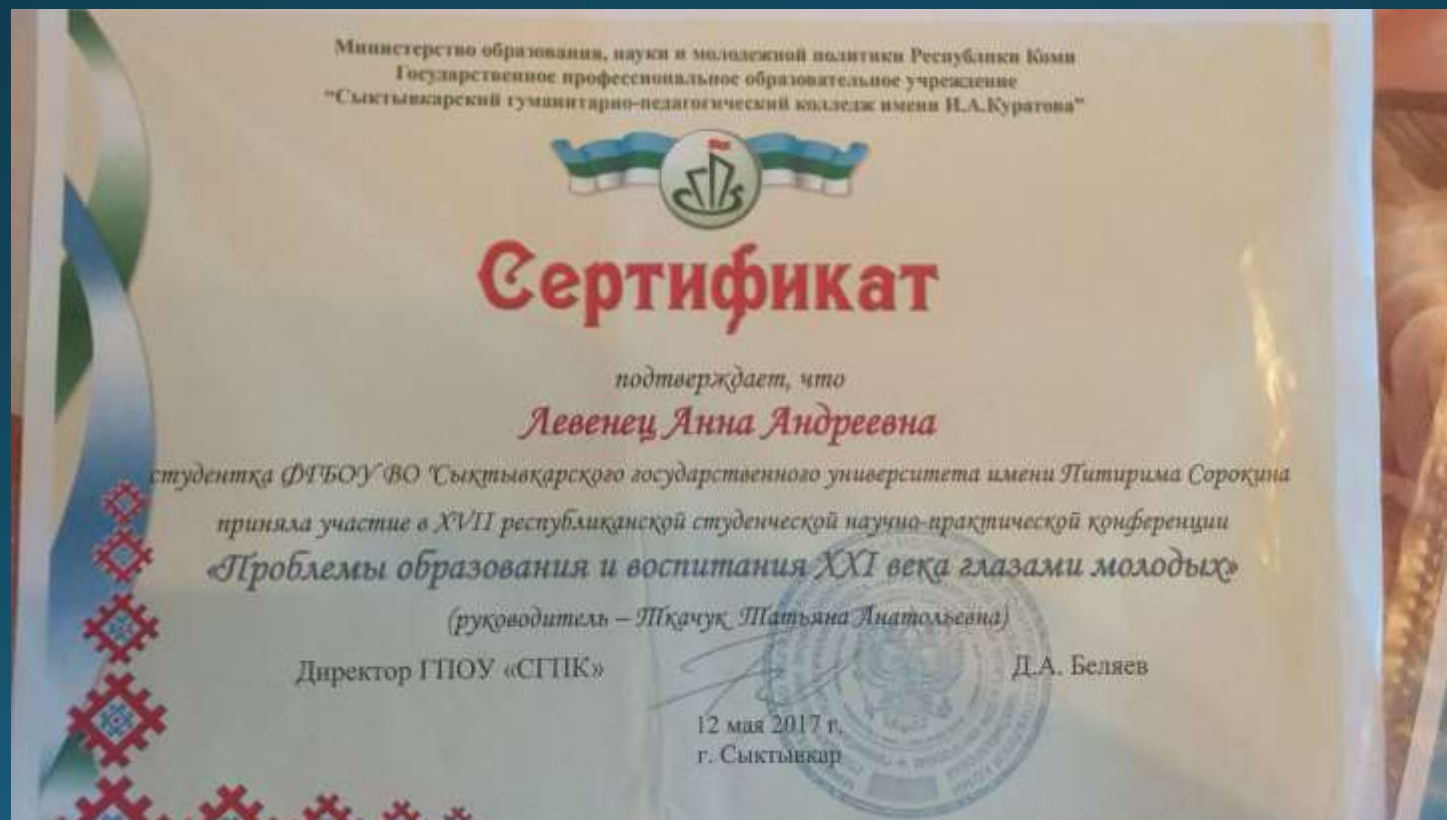 Министерство образования, науки и молодежной политики Республики Коми
Государственное профессиональное образовательное учреждение
"Сыктывкарский гуманитарно-педагогический колледж имени И.А.Куратова"
Сертификат
подтверждает, что
Левенец Анна Андреевна
студентка ФГБОУ ВО "Сыктывкарского государственного университета имени Питирима Сорокина
приняла участие в XVII республиканской студенческой научно-практической конференции
«Проблемы образования и воспитания XXI века глазами молодых»
(руководитель – Ткачук Татьяна Анатольевна)
Директор ГПОУ «СГПК» Д.А. Беляев
12 мая 2017 г.
г. Сыктывкар